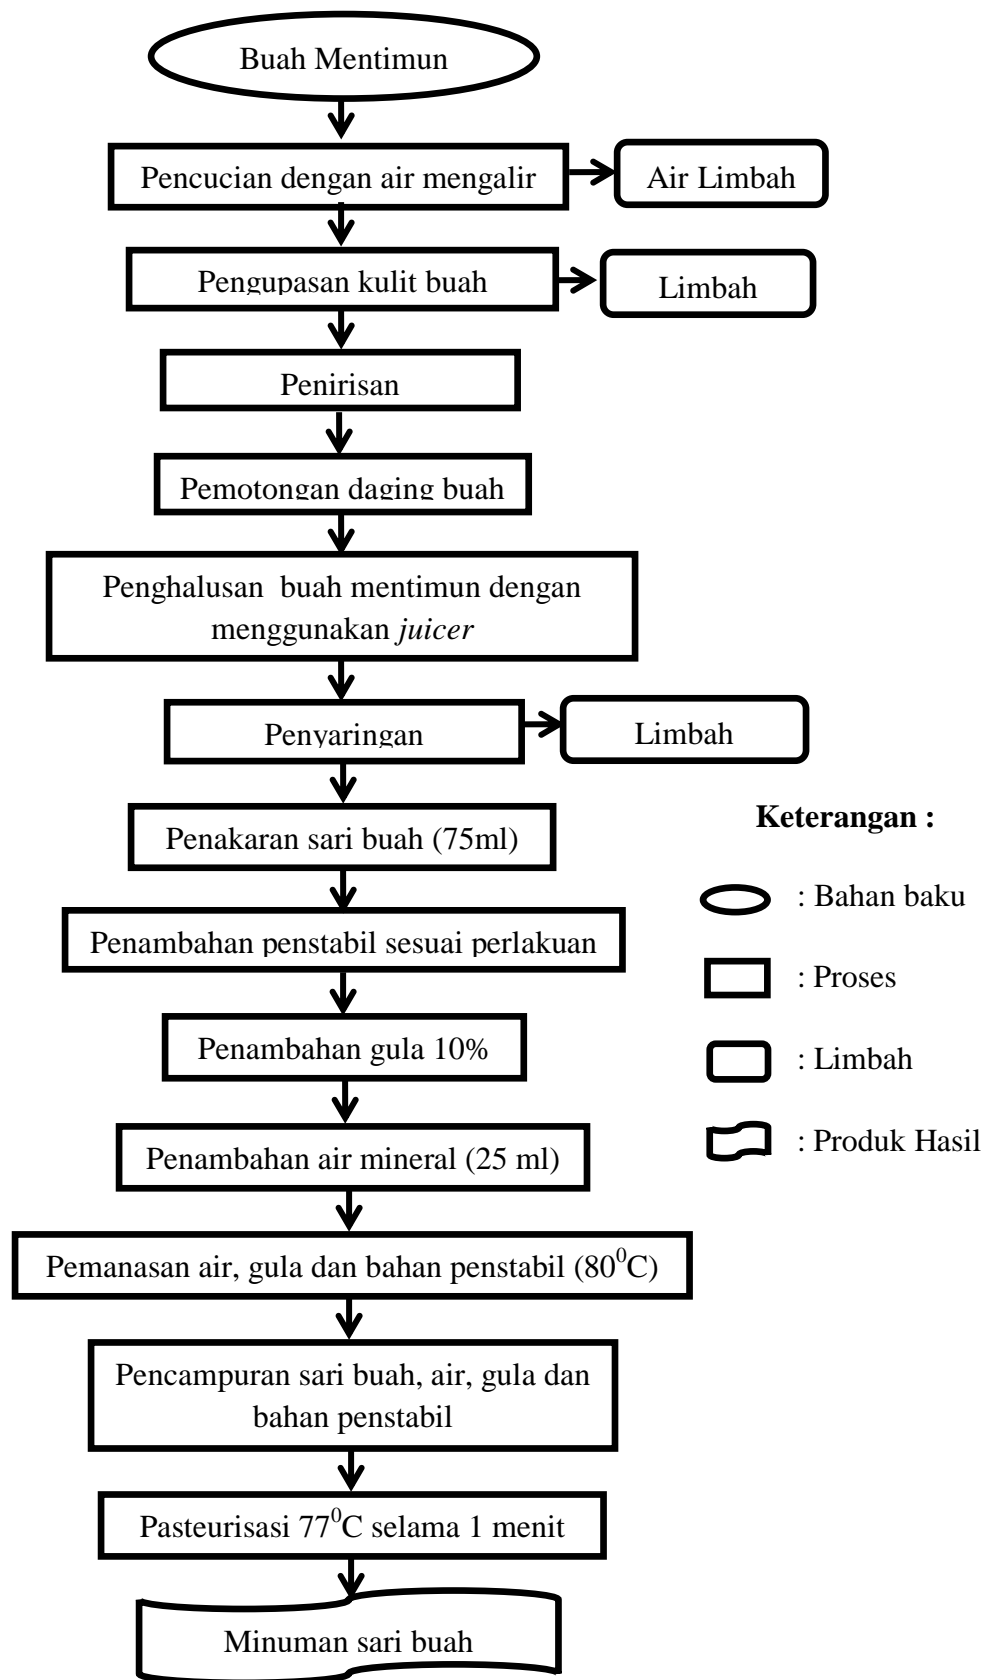 Buah Mentimun
Pencucian dengan air mengalir
Air Limbah
Pengupasan kulit buah
Limbah
Penirisan
Pemotongan daging buah
Penghalusan  buah mentimun dengan
menggunakan juicer
Penyaringan
Limbah
Penakaran sari buah (75ml)
Penambahan penstabil sesuai perlakuan
Penambahan gula 10%
Penambahan air mineral (25 ml)
Pemanasan air, gula dan bahan penstabil (80⁰C)
Pencampuran sari buah, air, gula dan
bahan penstabil
Pasteurisasi 77⁰C selama 1 menit
Minuman sari buah
Keterangan :
: Bahan baku
: Proses
: Limbah
: Produk Hasil